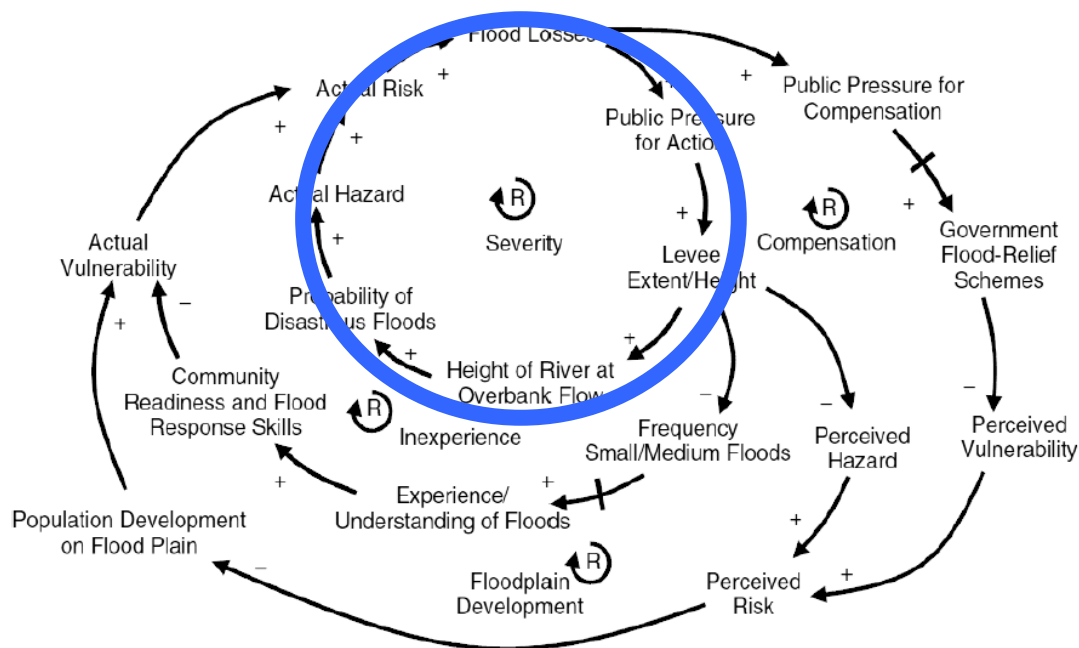 Flood Losses
+
+
+
Actual Risk
Public Pressure for
Compensation
Public Pressure
for Action
+
+
Actual Hazard
R
Severity
R
Compensation
+
+
Government
Flood-Relief
Schemes
Actual
Vulnerability
+
Levee
Extent/Height
Probability of
Disastrous Floods
−
+
+
+
Height of River at
Overbank Flow
Community
Readiness and Flood
Response Skills
R
Inexperience
−
−
−
Frequency
Small/Medium Floods
Perceived
Hazard
Perceived
Vulnerability
+
+
Experience/
Understanding of Floods
Population Development
on Flood Plain
+
−
R
Floodplain
Development
Perceived
Risk
+